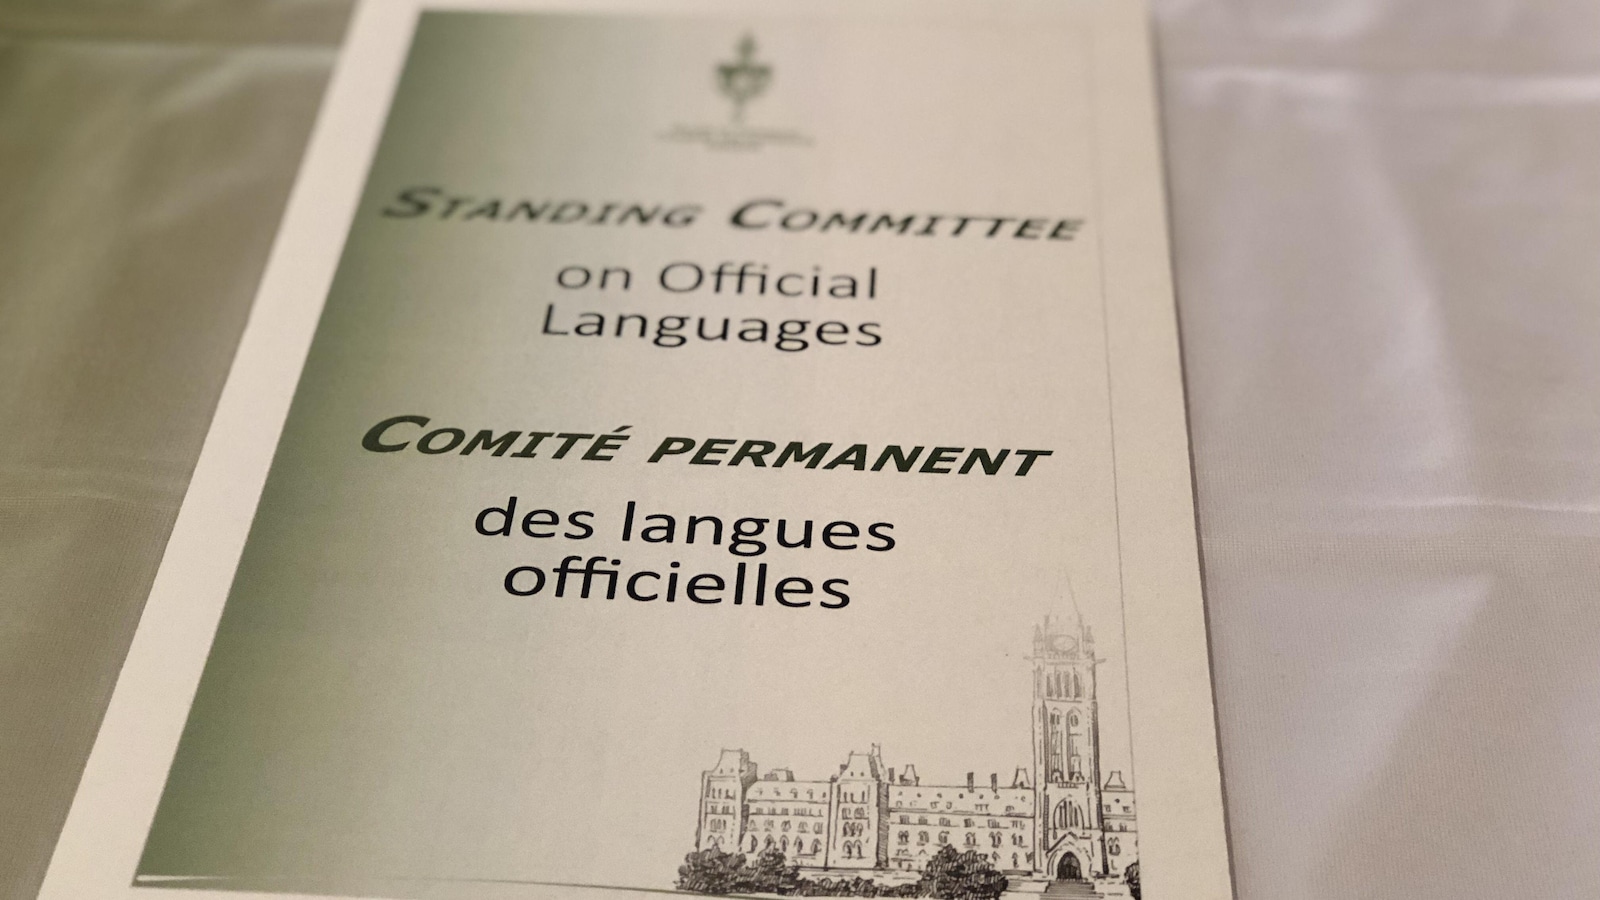 STANDING COMMITTEE
on Official
Languages
COMITÉ PERMANENT
des langues
officielles